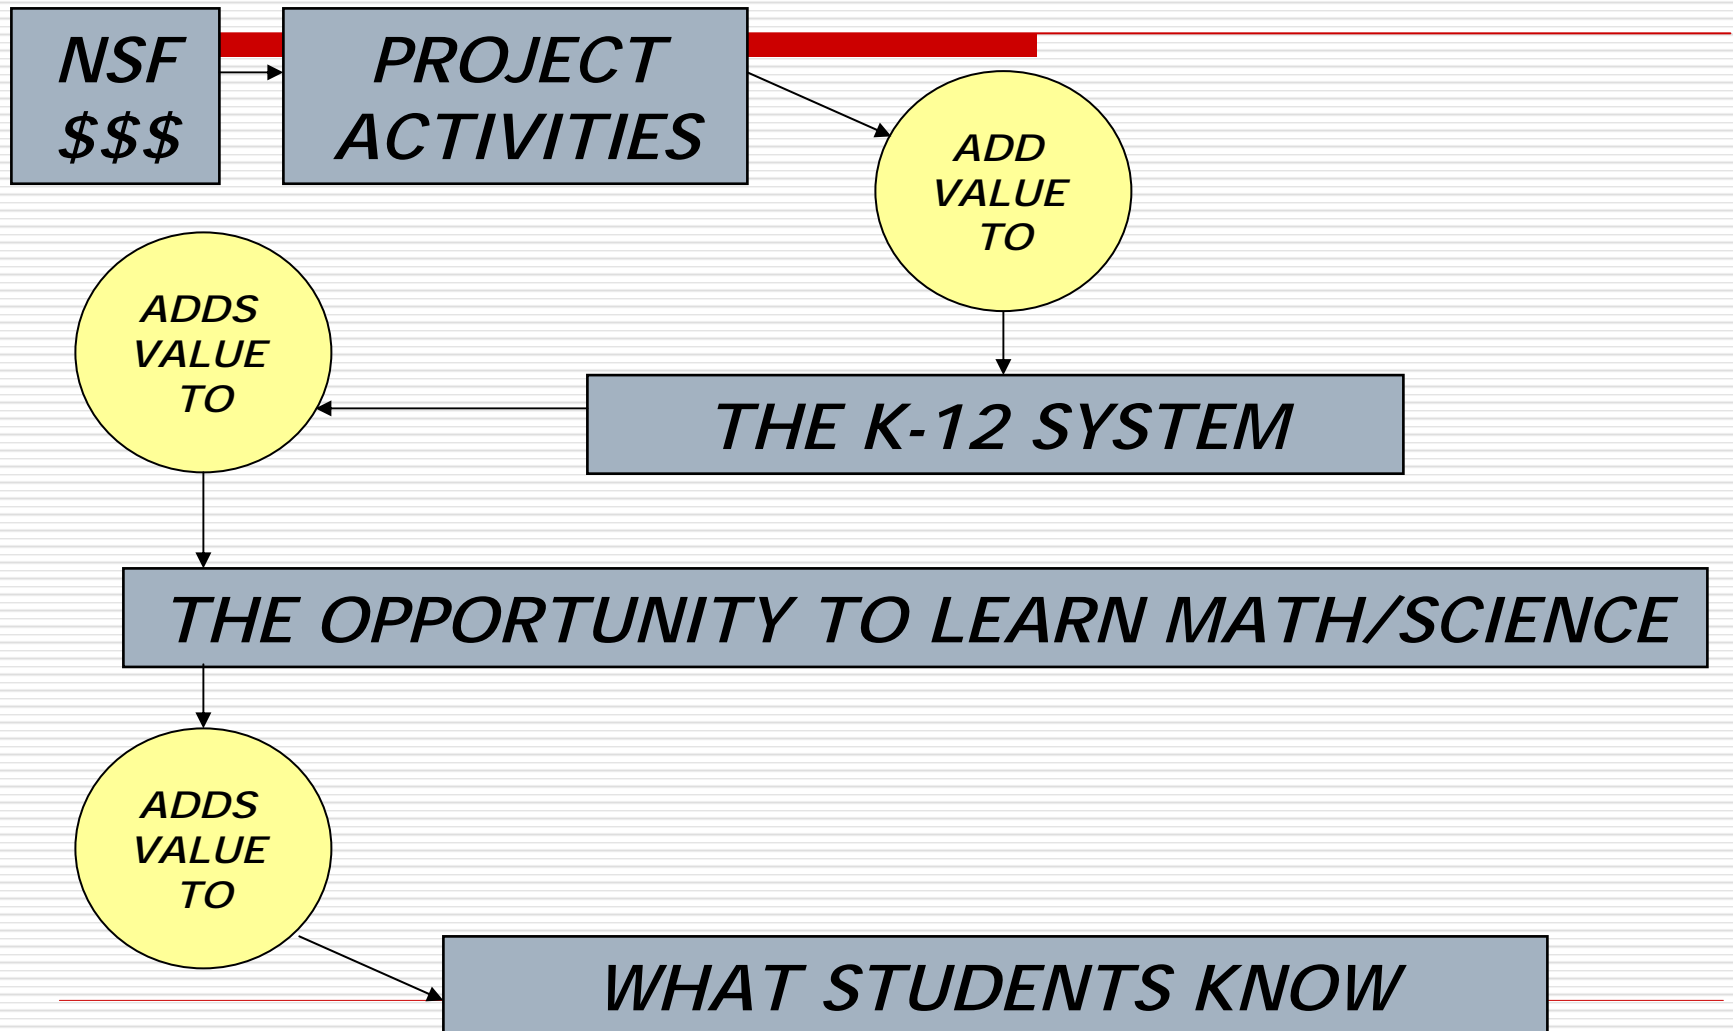 NSF
$$$
PROJECT
ACTIVITIES
ADD
VALUE
TO
THE K-12 SYSTEM
ADDS
VALUE
TO
THE OPPORTUNITY TO LEARN MATH/SCIENCE
ADDS
VALUE
TO
WHAT STUDENTS KNOW